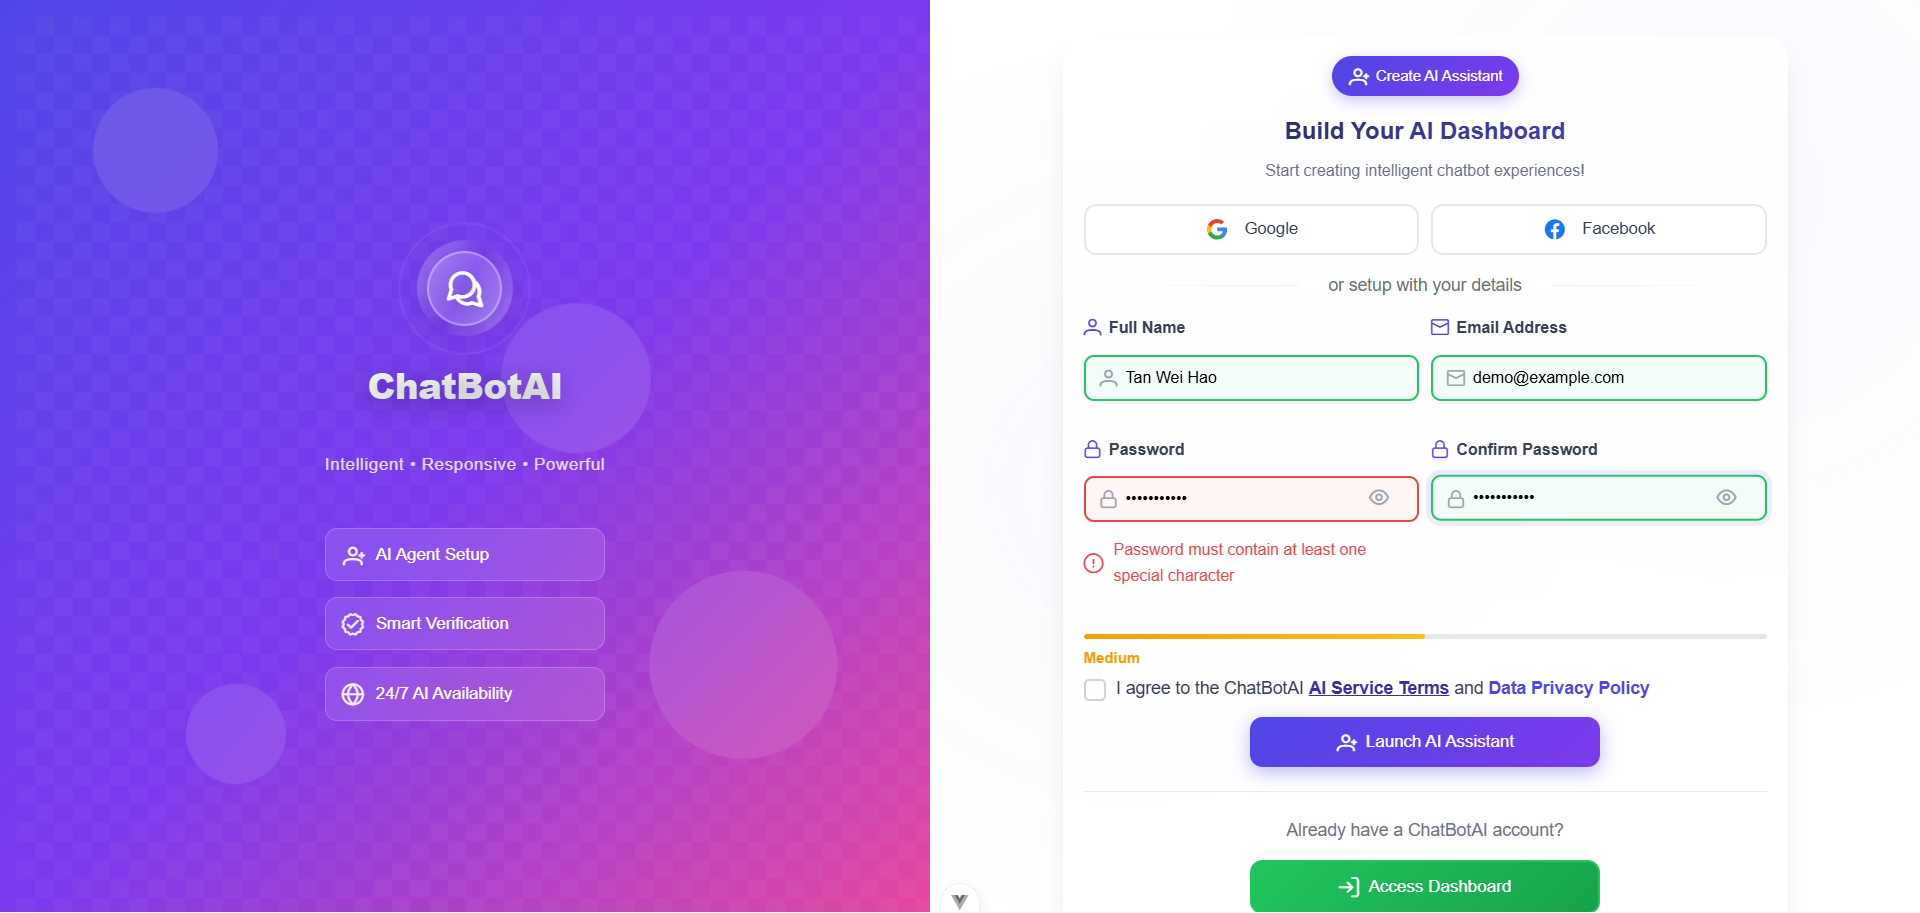 ChatBotAI
Intelligent • Responsive • Powerful
AI Agent Setup
Smart Verification
24/7 AI Availability
Create AI Assistant
Build Your AI Dashboard
Start creating intelligent chatbot experiences!
Google
Facebook
or setup with your details
Full Name
Email Address
Tan Wei Hao
demo@example.com
Password
Confirm Password
•••••••••••
•••••••••••
Password must contain at least one
special character
Medium
I agree to the ChatBotAI AI Service Terms and Data Privacy Policy
Launch AI Assistant
Already have a ChatBotAI account?
Access Dashboard